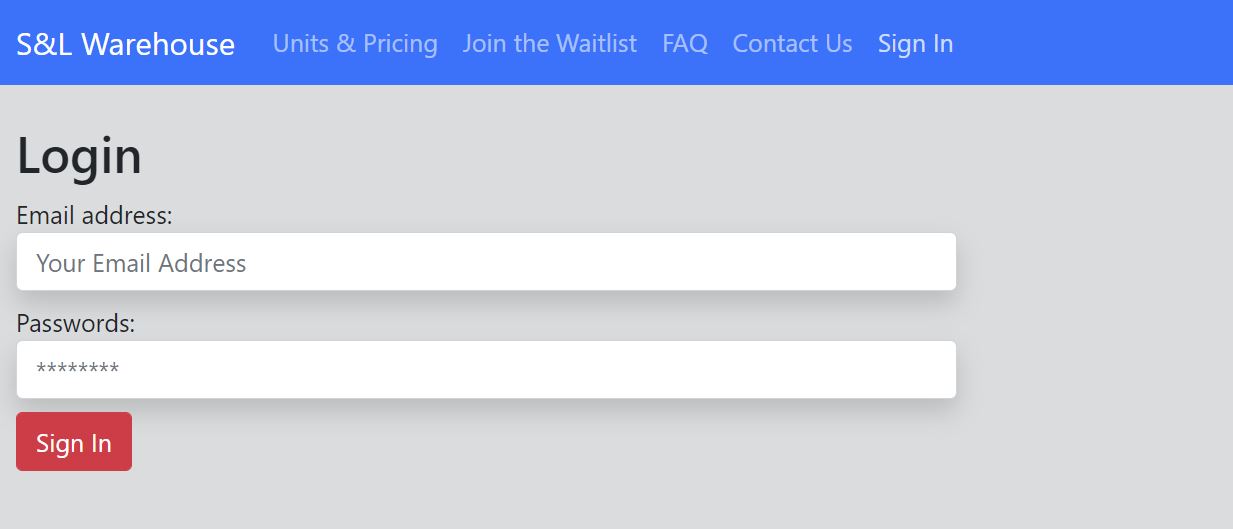 S&L Warehouse Units & Pricing Join the Waitlist FAQ Contact Us Sign In
Login
Email address:
Your Email Address
Passwords:
********
Sign In